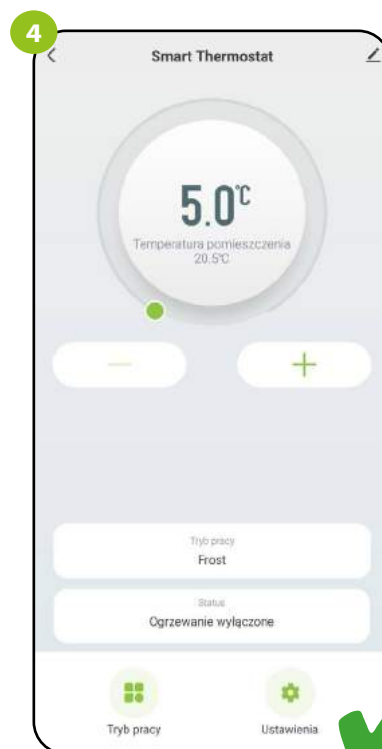 4
Smart Thermostat
5.0°C
Temperatura pomieszczenia
20.5°C
Tryb pracy
Frost
Status
Ogrzewanie wyłączone
Tryb pracy
Ustawienia